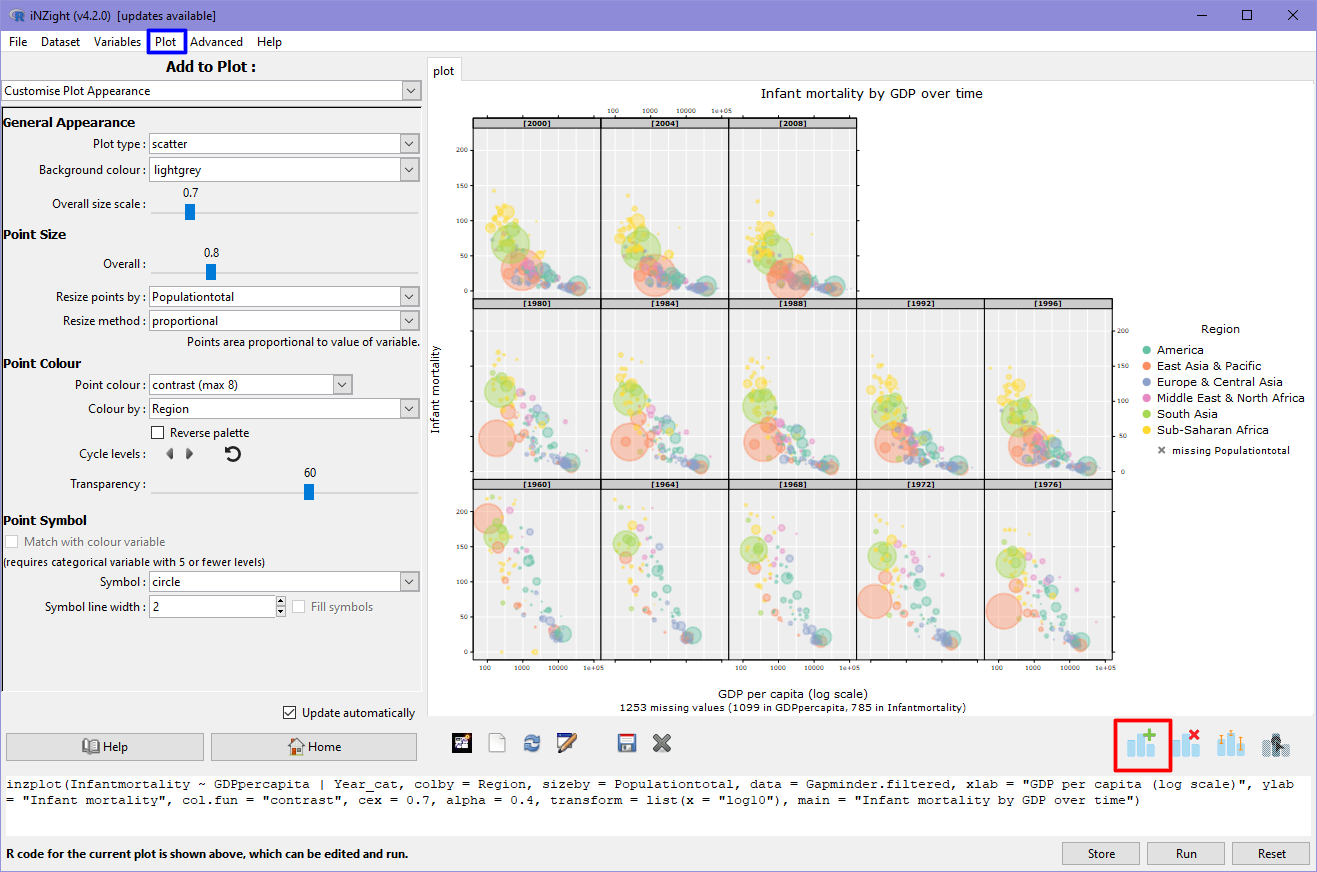 iNZight (v4.2.0) [updates available]
File Dataset Variables Plot Advanced Help
Add to Plot :
Customise Plot Appearance
General Appearance
Plot type : scatter
Background colour : lightgrey
0.7
Overall size scale :
Point Size
0.8
Overall :
Resize points by : Populationtotal
Resize method : proportional
Points area proportional to value of variable.
Point Colour
Point colour : contrast (max 8)
Colour by : Region
Reverse palette
Cycle levels :
60
Transparency :
Point Symbol
Match with colour variable
(requires categorical variable with 5 or fewer levels)
Symbol : circle
Symbol line width : 2 Fill symbols
Update automatically
Help Home
plot
Infant mortality by GDP over time
100 1000 10000 1e+05
[2000] [2004] [2008]
200
150
100
50
0
[1980] [1984] [1988] [1992] [1996]
200
150
100
50
0
[1960] [1964] [1968] [1972] [1976]
200
150
100
50
0
100 1000 10000 1e+05 100 1000 10000 1e+05 100 1000 10000 1e+05
Infant mortality
GDP per capita (log scale)
1253 missing values (1099 in GDPpercapita, 785 in Infantmortality)
Region
America
East Asia & Pacific
Europe & Central Asia
Middle East & North Africa
South Asia
Sub-Saharan Africa
missing Populationtotal
inzplot(Infantmortality ~ GDPpercapita | Year_cat, colby = Region, sizeby = Populationtotal, data = Gapminder.filtered, xlab = "GDP per capita (log scale)", ylab
= "Infant mortality", col.fun = "contrast", cex = 0.7, alpha = 0.4, transform = list(x = "log10"), main = "Infant mortality by GDP over time")
R code for the current plot is shown above, which can be edited and run.
Store Run Reset